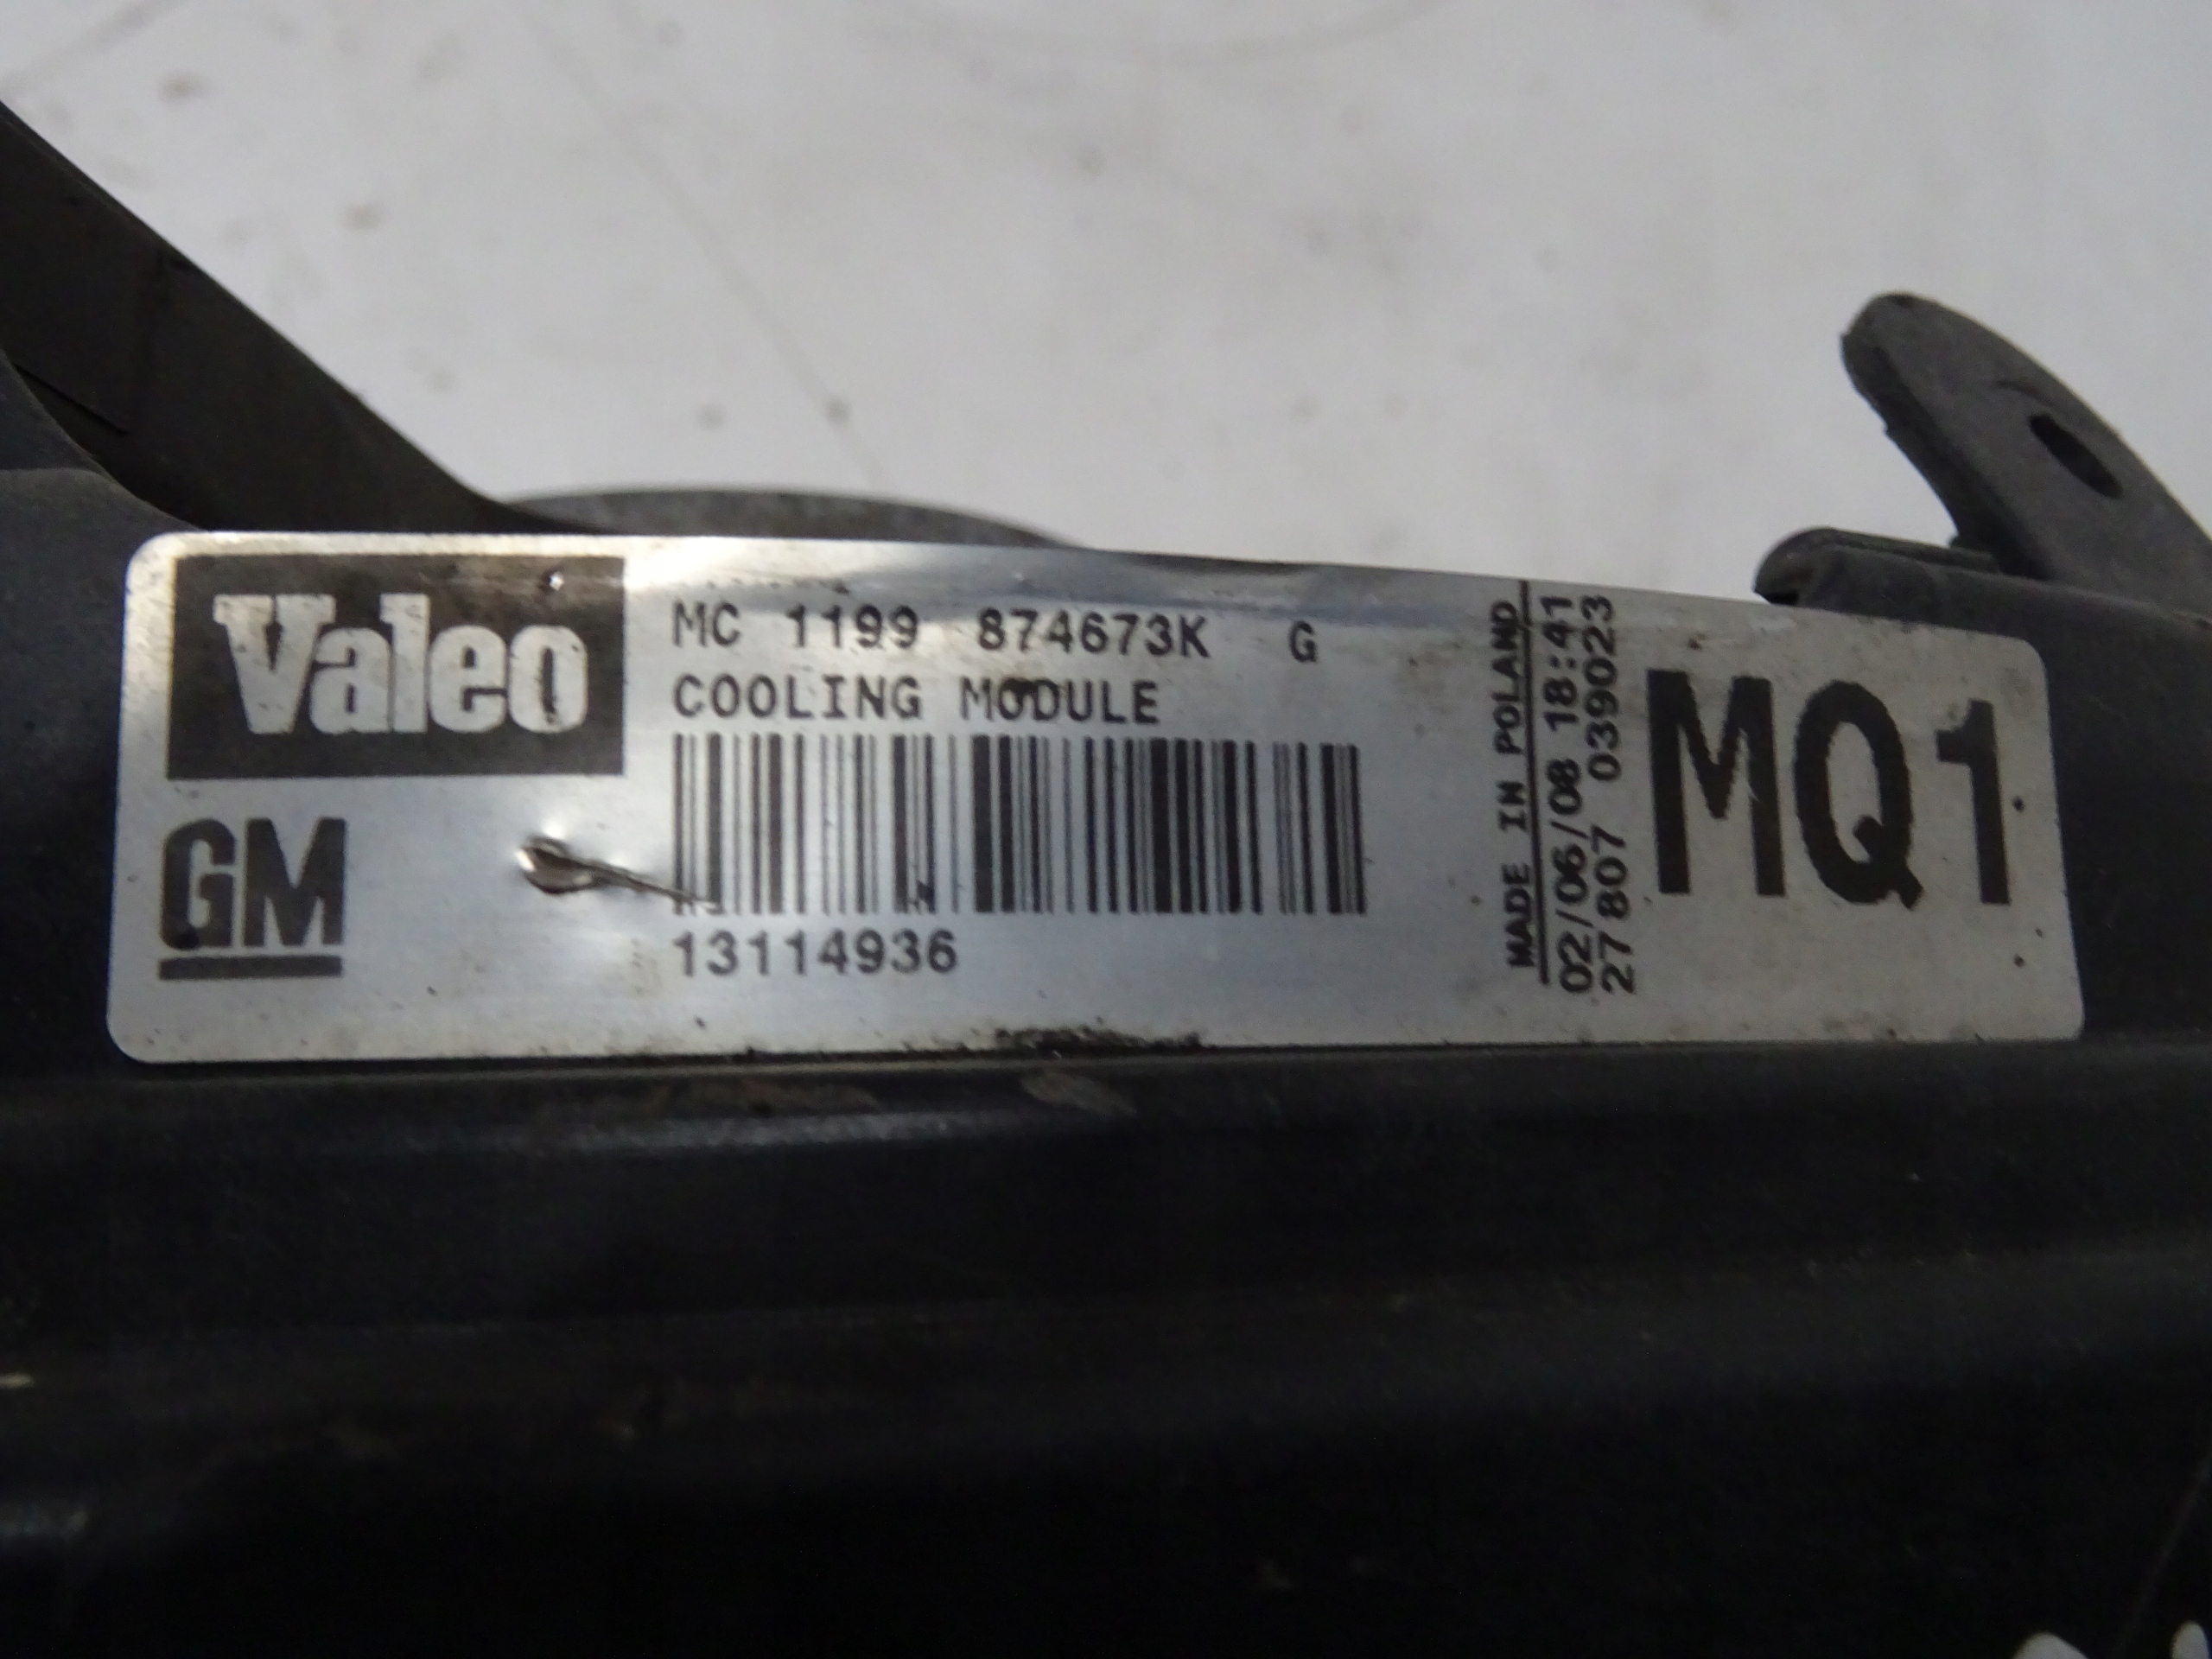 Valeo
GM
MC 1199 874673K G
COOLING MODULE
13114936
MADE IN POLAND
02/06/08 18:41
27807 039023
MQ1